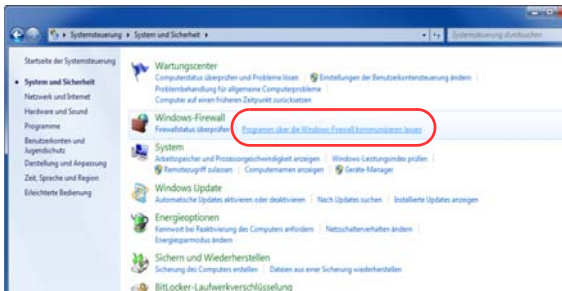 Systemsteuerung ▸ System und Sicherheit ▸
Systemsteuerung durchsuchen
Startseite der Systemsteuerung
System und Sicherheit
Netzwerk und Internet
Hardware und Sound
Programme
Benutzerkonten und
Jugendschutz
Darstellung und Anpassung
Zeit, Sprache und Region
Erleichterte Bedienung
Wartungscenter
Computerstatus überprüfen und Probleme lösen | Einstellungen der Benutzerkontensteuerung ändern
Problembehandlung für allgemeine Computerprobleme
Computer auf einen früheren Zeitpunkt zurücksetzen
Windows-Firewall
Firewallstatus überprüfen Programm über die Windows-Firewall kommunizieren lassen
System
Arbeitsspeicher und Prozessorgeschwindigkeit anzeigen | Windows-Leistungsindex prüfen
Remotezugriff zulassen | Computernamen anzeigen | Geräte-Manager
Windows Update
Automatische Updates aktivieren oder deaktivieren | Nach Updates suchen | Installierte Updates anzeigen
Energieoptionen
Kennwort bei Reaktivierung des Computers anfordern | Netzschalterverhalten ändern
Energiesparmodus ändern
Sichern und Wiederherstellen
Sicherung des Computers erstellen | Dateien aus einer Sicherung wiederherstellen
BitLocker-Laufwerkverschlüsselung